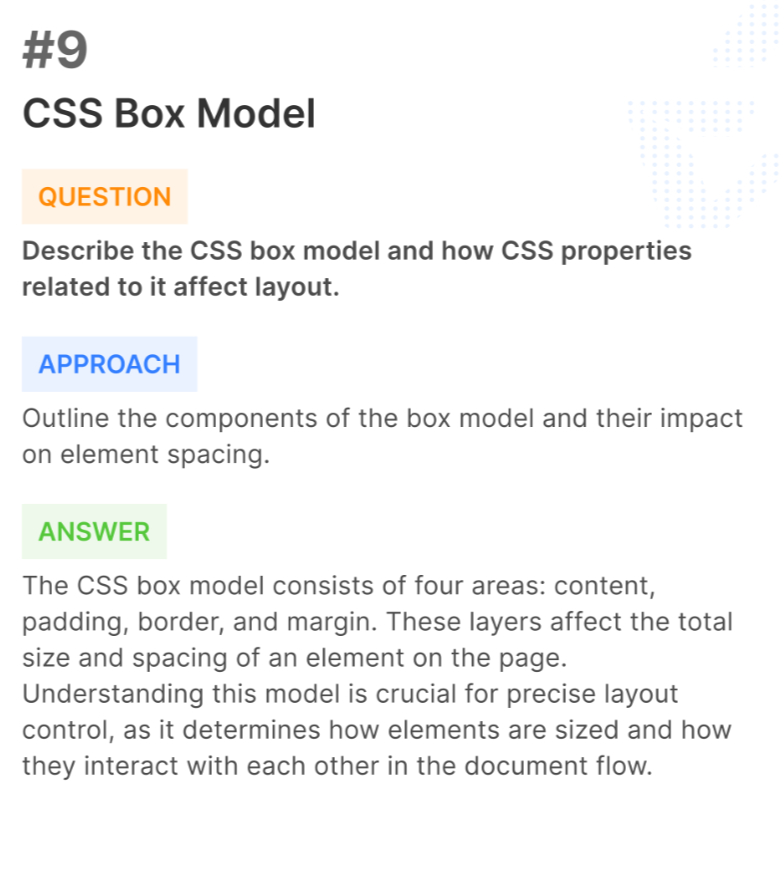 #9
CSS Box Model
QUESTION
Describe the CSS box model and how CSS properties
related to it affect layout.
APPROACH
Outline the components of the box model and their impact
on element spacing.
ANSWER
The CSS box model consists of four areas: content,
padding, border, and margin. These layers affect the total
size and spacing of an element on the page.
Understanding this model is crucial for precise layout
control, as it determines how elements are sized and how
they interact with each other in the document flow.